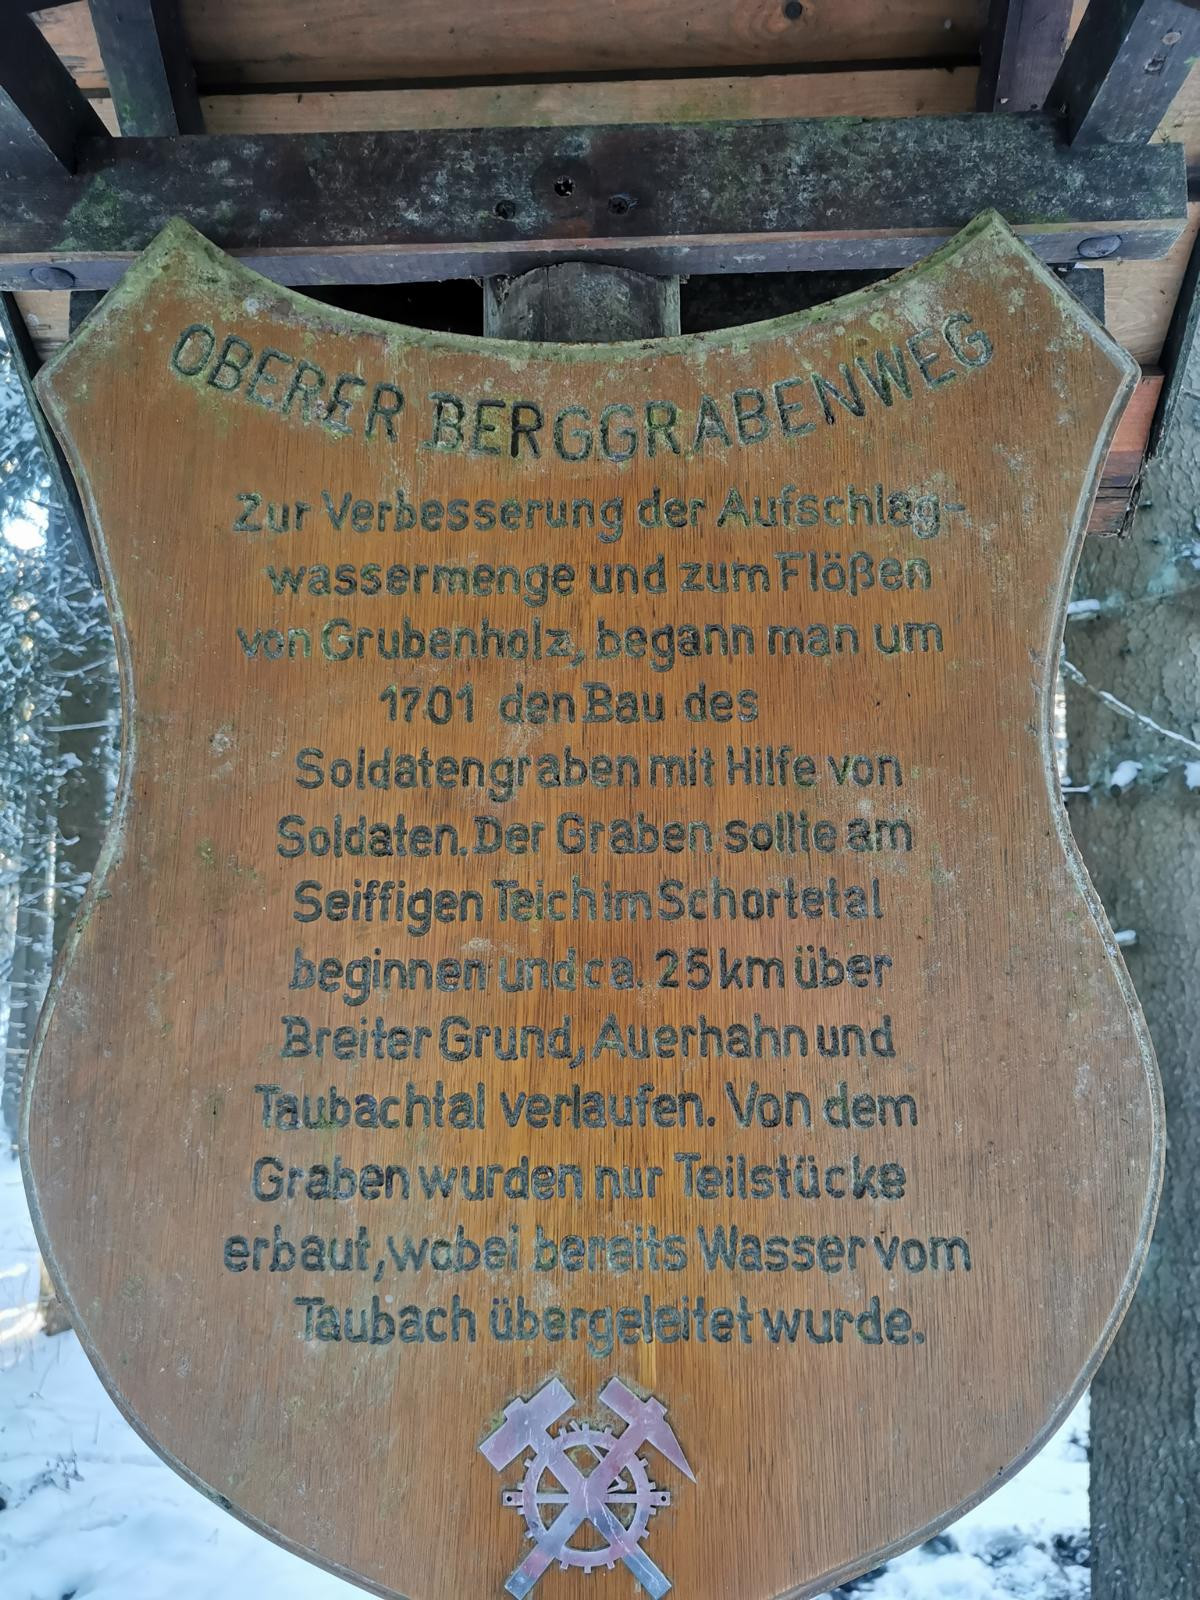 OBERER BERGGRABENWEG
Zur Verbesserung der Aufschlag-
wassermenge und zum Flößen
von Grubenholz, begann man um
1701 den Bau des
Soldatengraben mit Hilfe von
Soldaten. Der Graben sollte am
Seiffigen Teich im Schortetal
beginnen und ca. 25 km über
Breiter Grund, Auerhahn und
Taubachtal verlaufen. Von dem
Graben wurden nur Teilstücke
erbaut, wobei bereits Wasser vom
Taubach übergeleitet wurde.